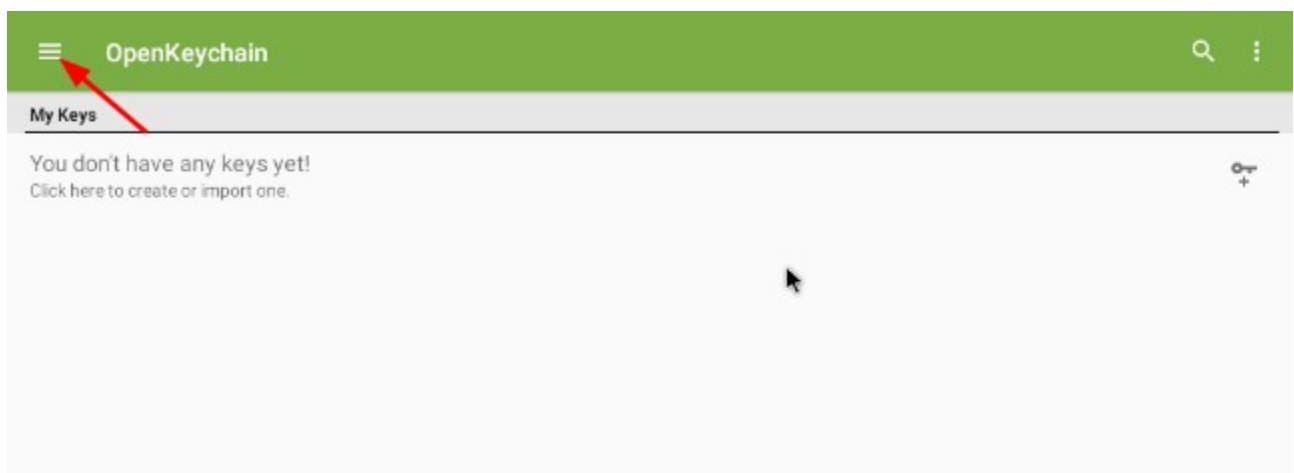 OpenKeychain
My Keys
You don't have any keys yet!
Click here to create or import one.